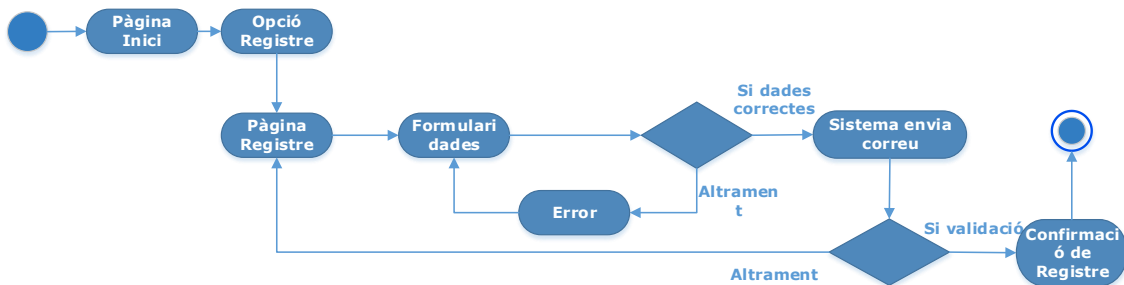 Pàgina
Inici
Opció
Registre
Pàgina
Registre
Formulari
dades
Si dades
correctes
Sistema envia
correu
Altramen
t
Error
Si validació
Confirmaci
ó de
Registre
Altrament